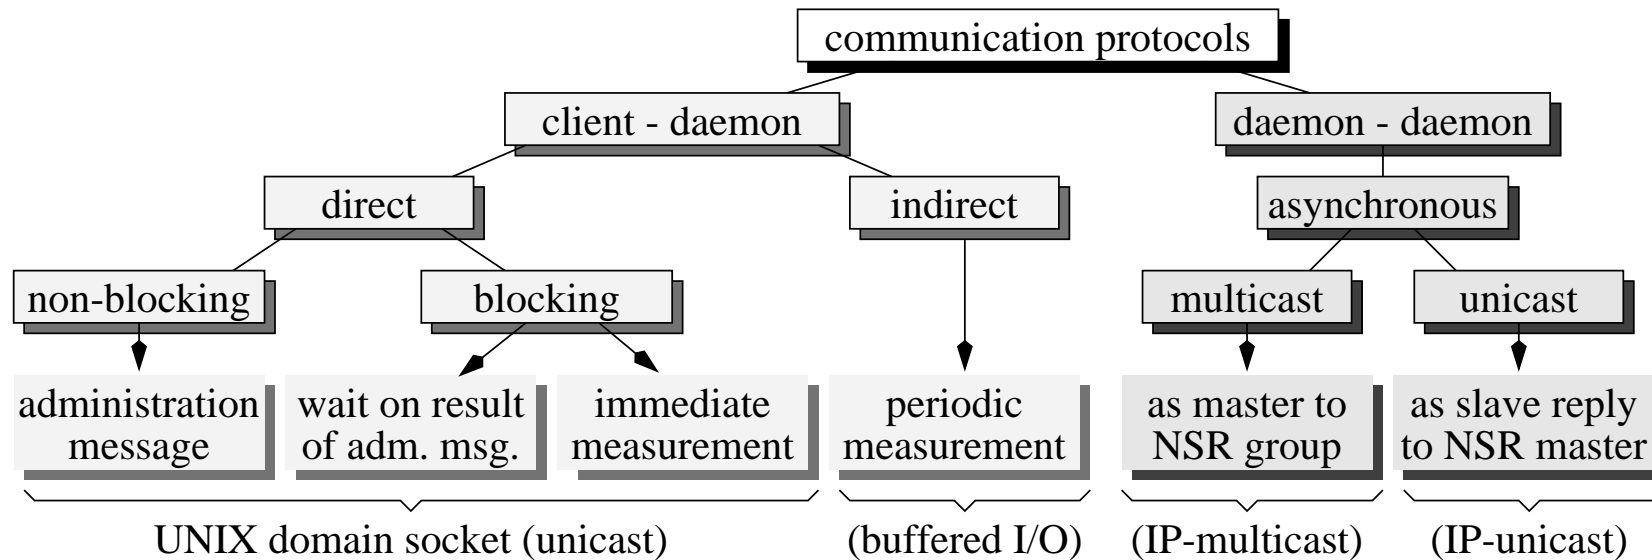 communication protocols
client - daemon
daemon - daemon
direct
indirect
asynchronous
non-blocking
blocking
multicast
unicast
administration
message
wait on result
of adm. msg.
immediate
measurement
periodic
measurement
as master to
NSR group
as slave reply
to NSR master
UNIX domain socket (unicast)
(buffered I/O)
(IP-multicast)
(IP-unicast)